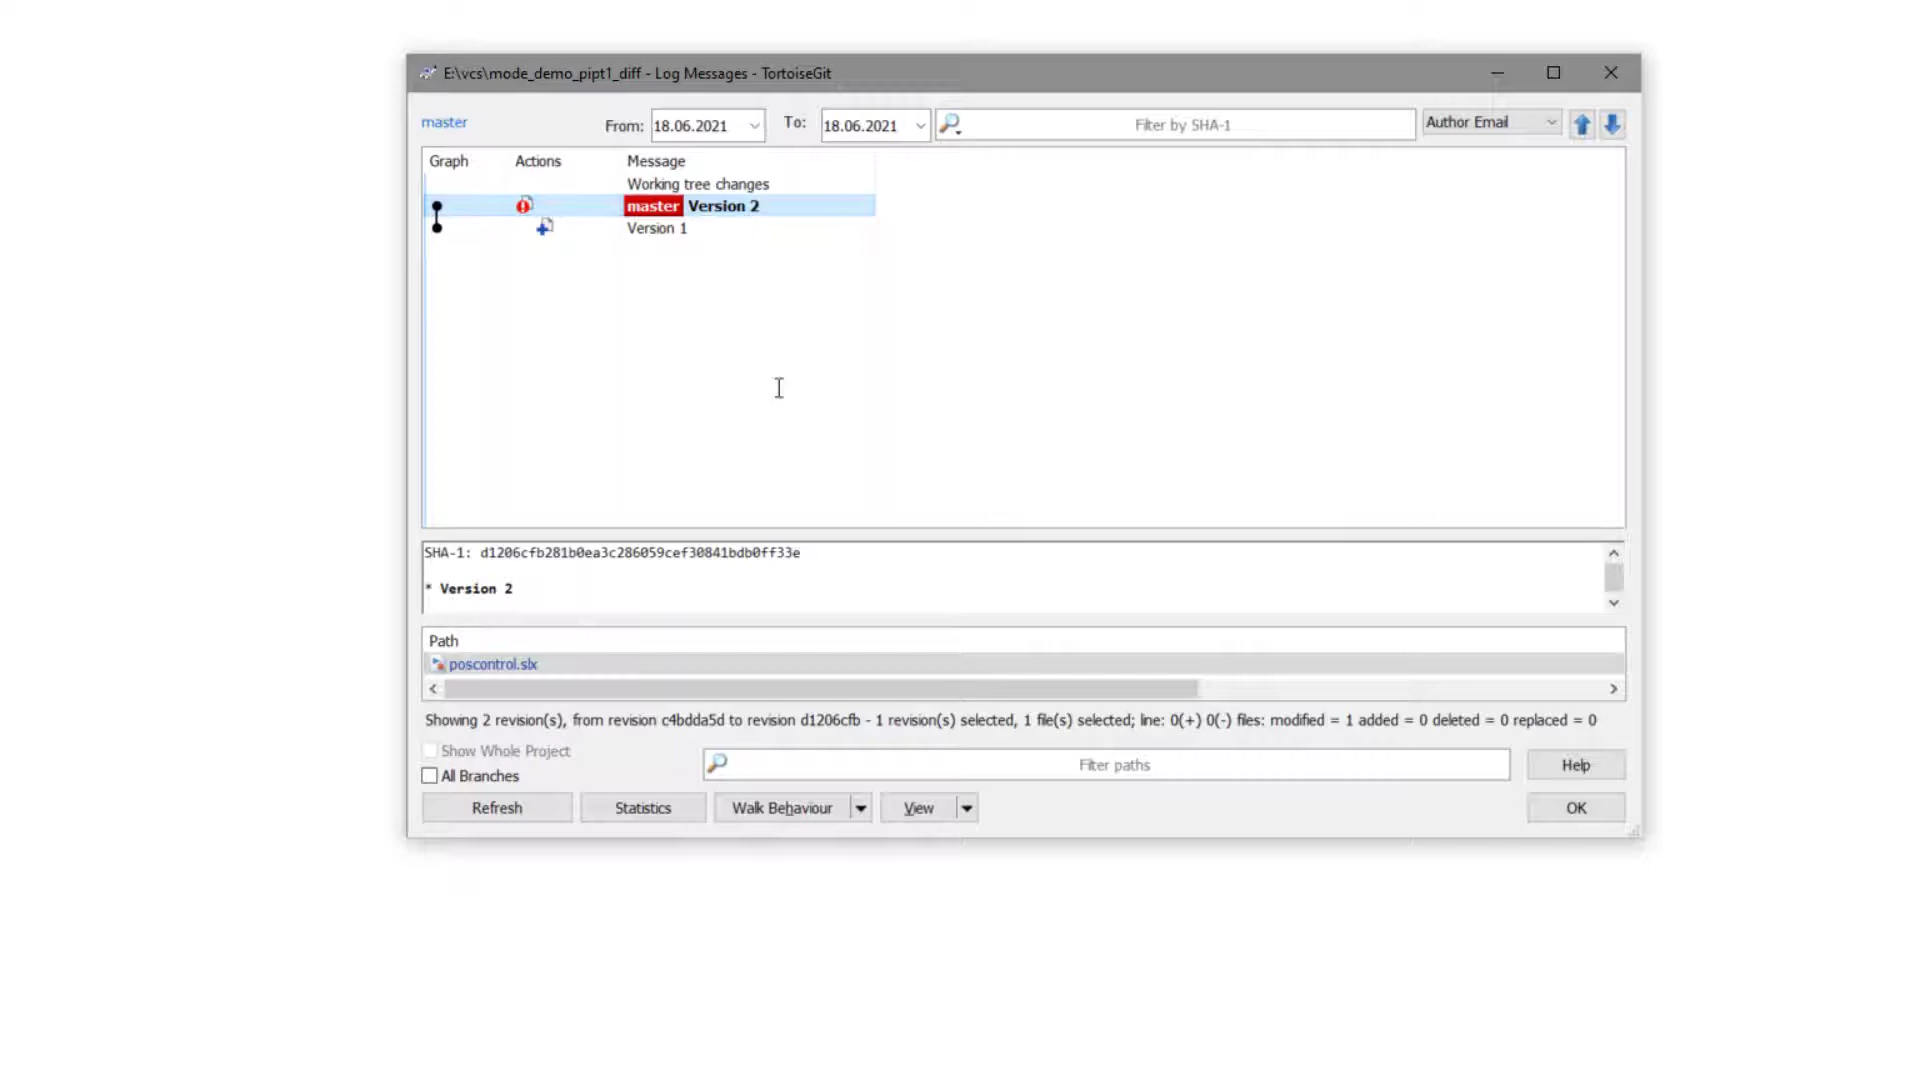 E:\vcs\mode_demo_pipt1_diff - Log Messages - TortoiseGit
master From: 18.06.2021 To: 18.06.2021 Filter by SHA-1 Author Email
Graph Actions Message
Working tree changes
master Version 2
Version 1
SHA-1: d1206cfb281b0ea3c286059cef30841bdb0ff33e
* Version 2
Path
poscontrol.slx
Showing 2 revision(s), from revision c4bdda5d to revision d1206cfb - 1 revision(s) selected, 1 file(s) selected; line: 0(+) 0(-) files: modified = 1 added = 0 deleted = 0 replaced = 0
Show Whole Project
All Branches
Filter paths
Help
Refresh Statistics Walk Behaviour View OK